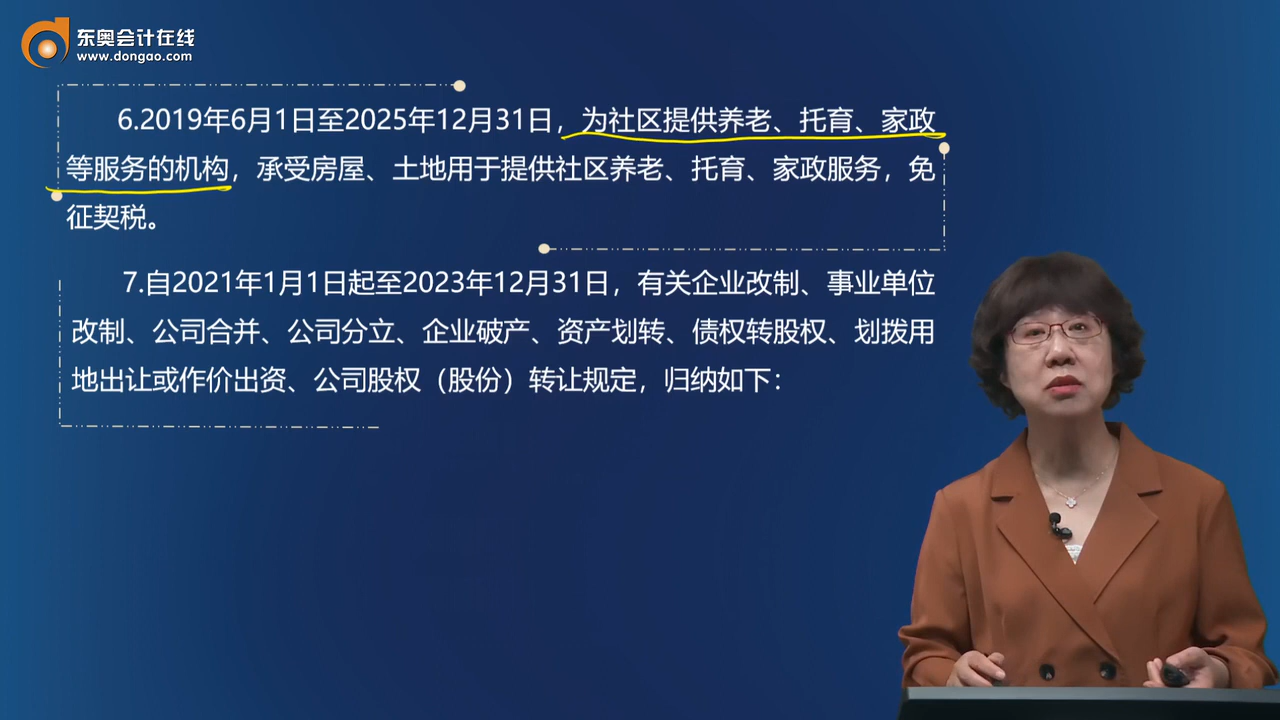 东奥会计在线
www.dongao.com
6.2019年6月1日至2025年12月31日，为社区提供养老、托育、家政
等服务的机构，承受房屋、土地用于提供社区养老、托育、家政服务，免
征契税。
7.自2021年1月1日起至2023年12月31日，有关企业改制、事业单位
改制、公司合并、公司分立、企业破产、资产划转、债权转股权、划拨用
地出让或作价出资、公司股权（股份）转让规定，归纳如下：